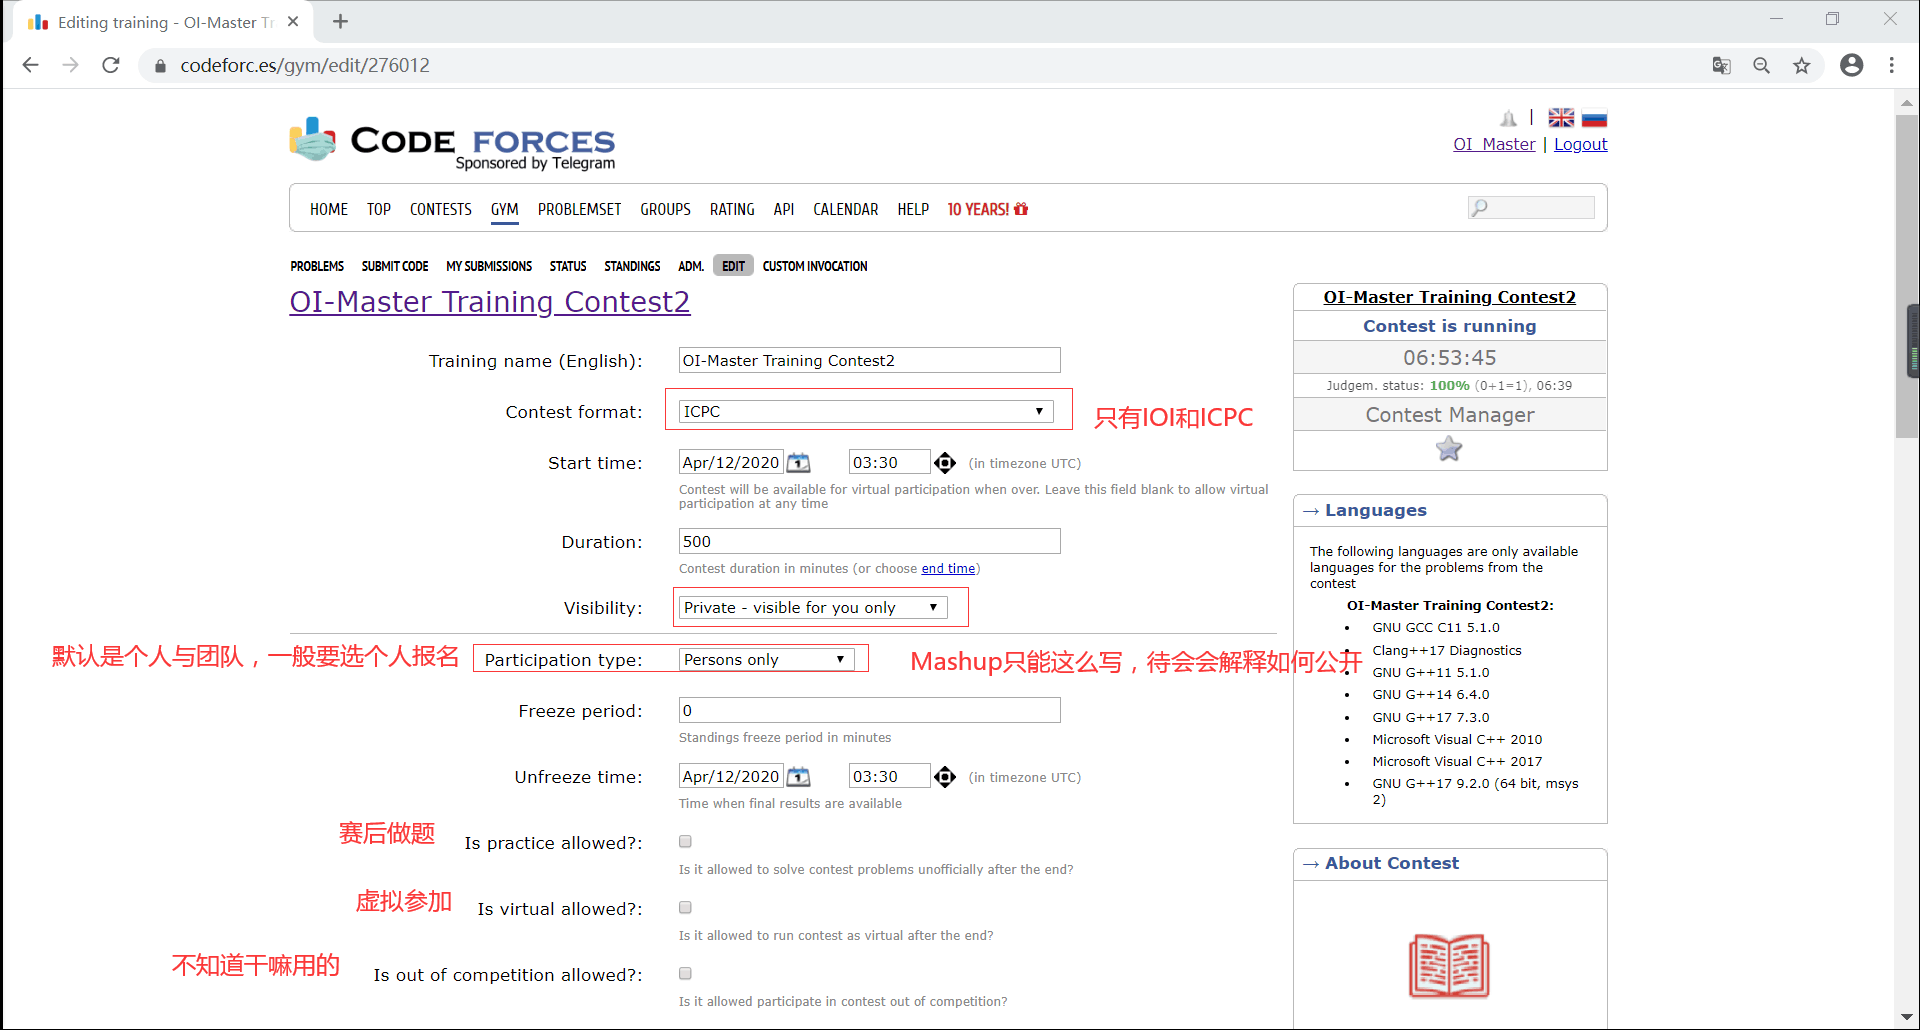 Editing training - OI-Master Tr
codeforc.es/gym/edit/276012
CODE FORCES
Sponsored by Telegram
|
OI_Master | Logout
HOME TOP CONTESTS GYM PROBLEMSET GROUPS RATING API CALENDAR HELP 10 YEARS!
PROBLEMS SUBMIT CODE MY SUBMISSIONS STATUS STANDINGS ADM. EDIT CUSTOM INVOCATION
OI-Master Training Contest2
Training name (English): OI-Master Training Contest2
Contest format: ICPC ▼ 只有IOI和ICPC
Start time: Apr/12/2020 03:30 (in timezone UTC)
Contest will be available for virtual participation when over. Leave this field blank to allow virtual
participation at any time
Duration: 500
Contest duration in minutes (or choose end time)
Visibility: Private - visible for you only ▼
默认是个人与团队，一般要选个人报名 Participation type: Persons only ▼ Mashup只能这么写，待会会解释如何公开
Freeze period: 0
Standings freeze period in minutes
Unfreeze time: Apr/12/2020 03:30 (in timezone UTC)
Time when final results are available
赛后做题 Is practice allowed?:
Is it allowed to solve contest problems unofficially after the end?
虚拟参加 Is virtual allowed?:
Is it allowed to run contest as virtual after the end?
不知道干嘛用的 Is out of competition allowed?:
Is it allowed participate in contest out of competition?
OI-Master Training Contest2
Contest is running
06:53:45
Judgem. status: 100% (0+1=1), 06:39
Contest Manager
→ Languages
The following languages are only available
languages for the problems from the
contest
OI-Master Training Contest2:
• GNU GCC C11 5.1.0
• Clang++17 Diagnostics
• GNU G++11 5.1.0
• GNU G++14 6.4.0
• GNU G++17 7.3.0
• Microsoft Visual C++ 2010
• Microsoft Visual C++ 2017
• GNU G++17 9.2.0 (64 bit, msys
2)
→ About Contest